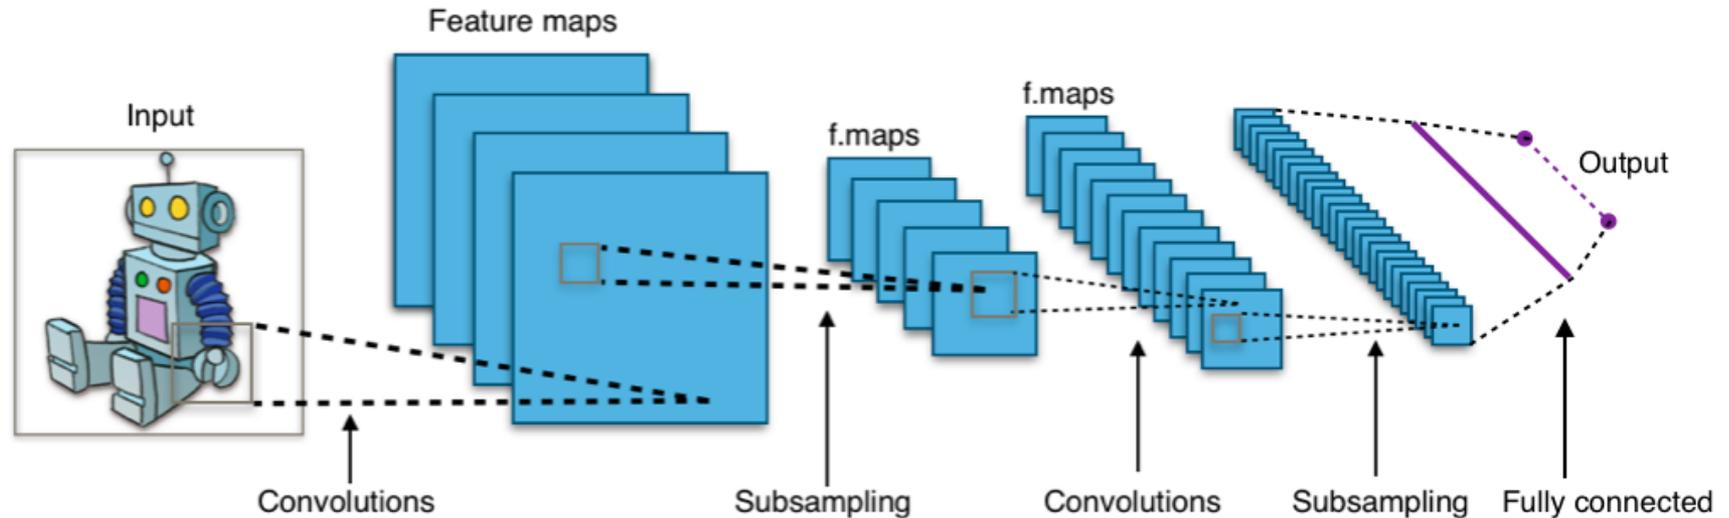 Feature maps
f.maps
Input
f.maps
Output
Convolutions
Subsampling
Convolutions
Subsampling
Fully connected